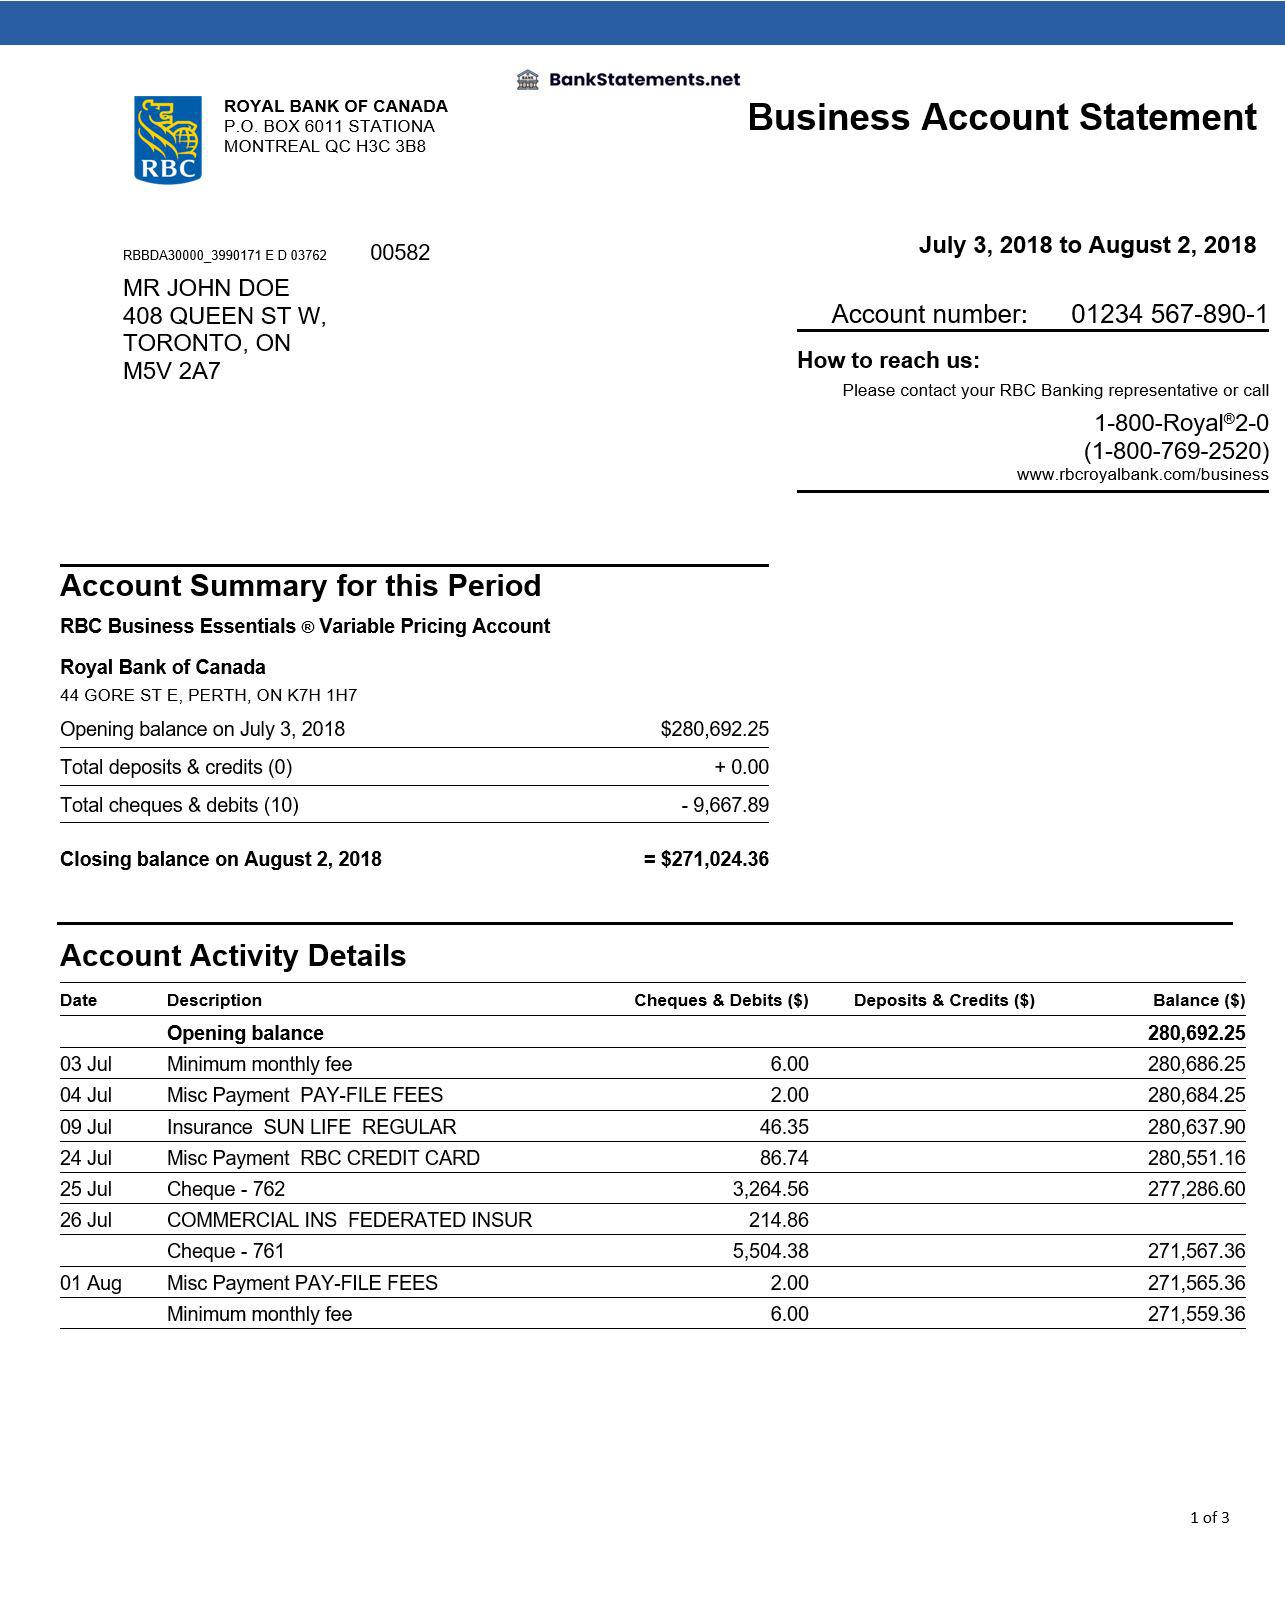 BankStatements.net
ROYAL BANK OF CANADA
P.O. BOX 6011 STATIONA
MONTREAL QC H3C 3B8
RBC
Business Account Statement
July 3, 2018 to August 2, 2018
RBBDA30000_3990171 E D 03762 00582
MR JOHN DOE
408 QUEEN ST W,
TORONTO, ON
M5V 2A7
Account number: 01234 567-890-1
How to reach us:
Please contact your RBC Banking representative or call
1-800-Royal®2-0
(1-800-769-2520)
www.rbcroyalbank.com/business
Account Summary for this Period
RBC Business Essentials ® Variable Pricing Account
Royal Bank of Canada
44 GORE ST E, PERTH, ON K7H 1H7
Opening balance on July 3, 2018 $280,692.25
Total deposits & credits (0) + 0.00
Total cheques & debits (10) - 9,667.89
Closing balance on August 2, 2018 = $271,024.36
Account Activity Details
Date Description Cheques & Debits ($) Deposits & Credits ($) Balance ($)
Opening balance 280,692.25
03 Jul Minimum monthly fee 6.00 280,686.25
04 Jul Misc Payment PAY-FILE FEES 2.00 280,684.25
09 Jul Insurance SUN LIFE REGULAR 46.35 280,637.90
24 Jul Misc Payment RBC CREDIT CARD 86.74 280,551.16
25 Jul Cheque - 762 3,264.56 277,286.60
26 Jul COMMERCIAL INS FEDERATED INSUR 214.86
Cheque - 761 5,504.38 271,567.36
01 Aug Misc Payment PAY-FILE FEES 2.00 271,565.36
Minimum monthly fee 6.00 271,559.36
1 of 3